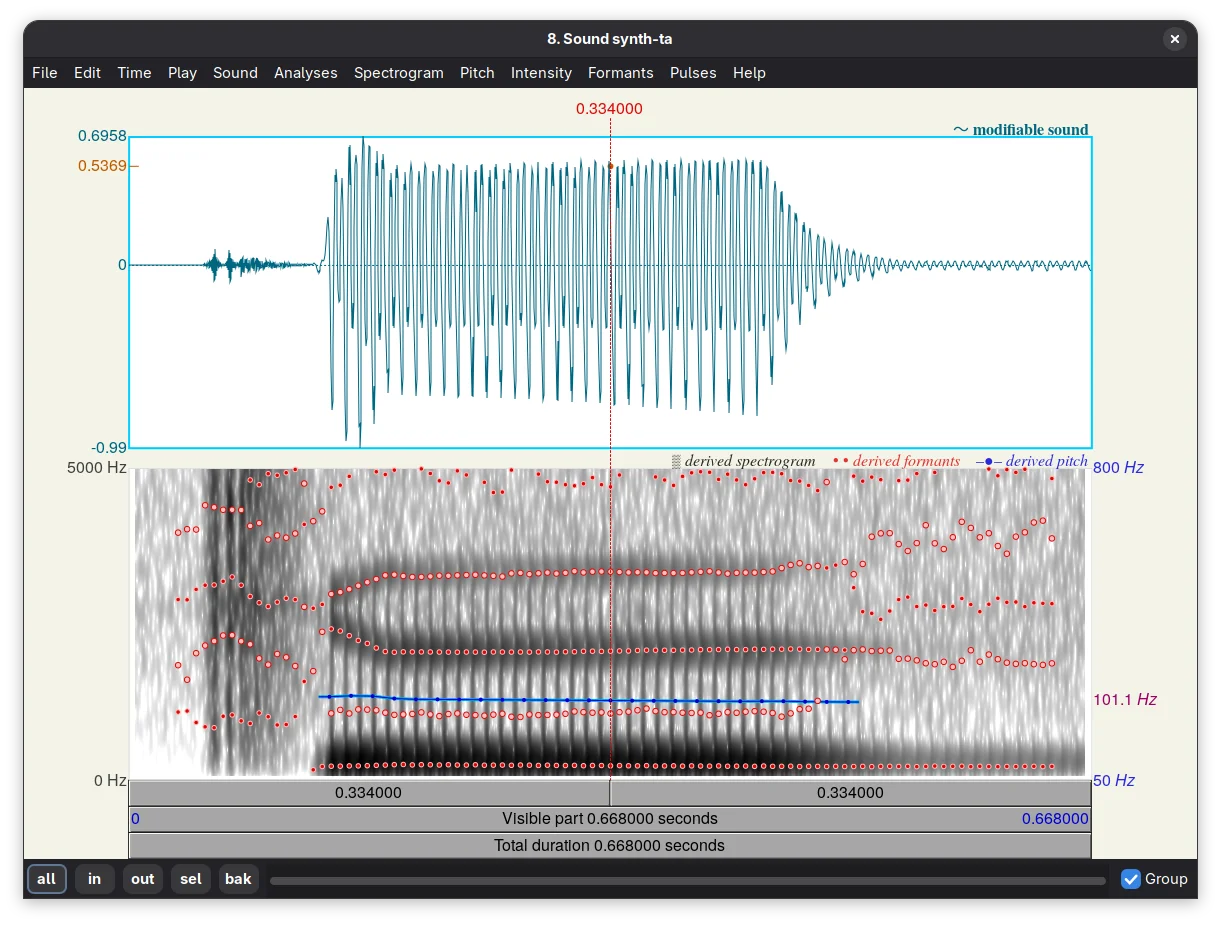 8. Sound synth-ta
File Edit Time Play Sound Analyses Spectrogram Pitch Intensity Formants Pulses Help
0.334000
0.6958
~ modifiable sound
0.5369
0
-0.99
derived spectrogram derived formants derived pitch
5000 Hz
800 Hz
101.1 Hz
0 Hz
50 Hz
0.334000 0.334000
0 Visible part 0.668000 seconds 0.668000
Total duration 0.668000 seconds
all in out sel bak Group